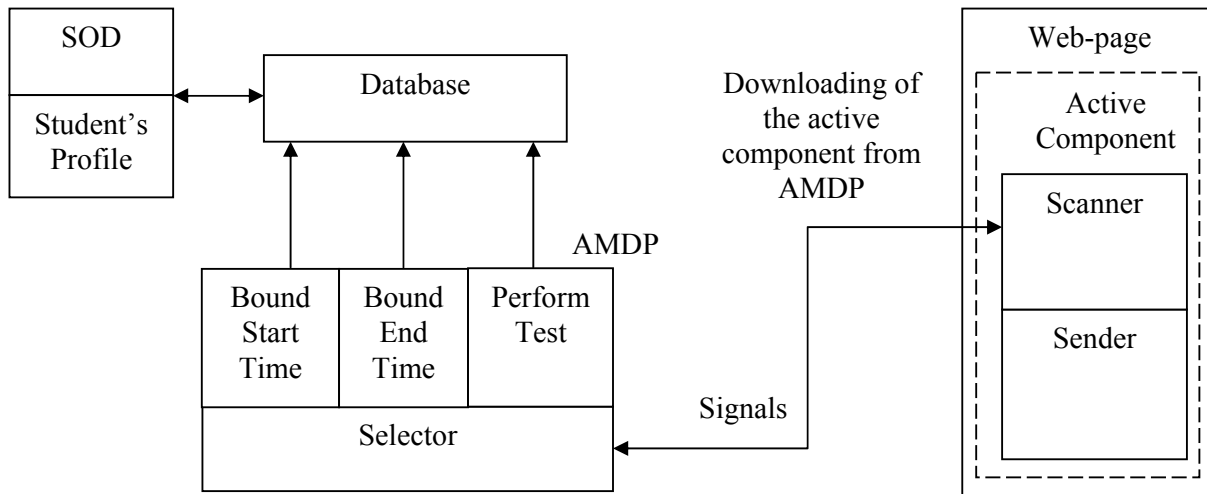 SOD
Student's
Profile
Database
Downloading of
the active
component from
AMDP
Web-page
Active
Component
Scanner
Sender
AMDP
Bound
Start
Time
Bound
End
Time
Perform
Test
Selector
Signals